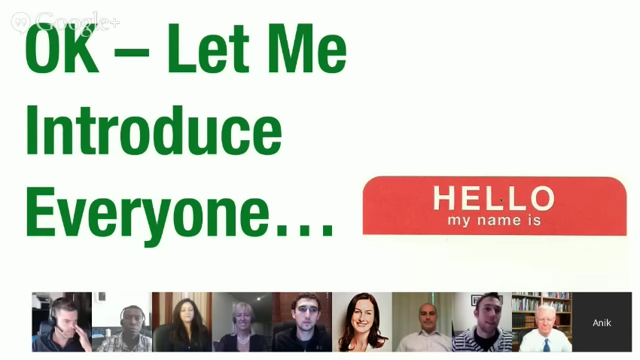 Google+
OK – Let Me
Introduce
Everyone…
HELLO
my name is
Anik